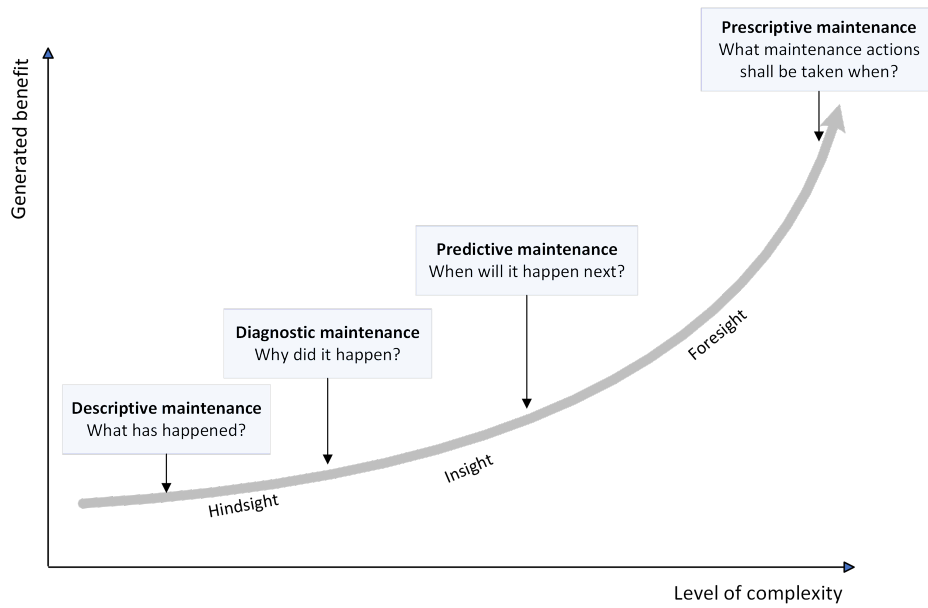 Prescriptive maintenance
What maintenance actions
shall be taken when?
Generated benefit
Predictive maintenance
When will it happen next?
Diagnostic maintenance
Why did it happen?
Descriptive maintenance
What has happened?
Hindsight
Insight
Foresight
Level of complexity